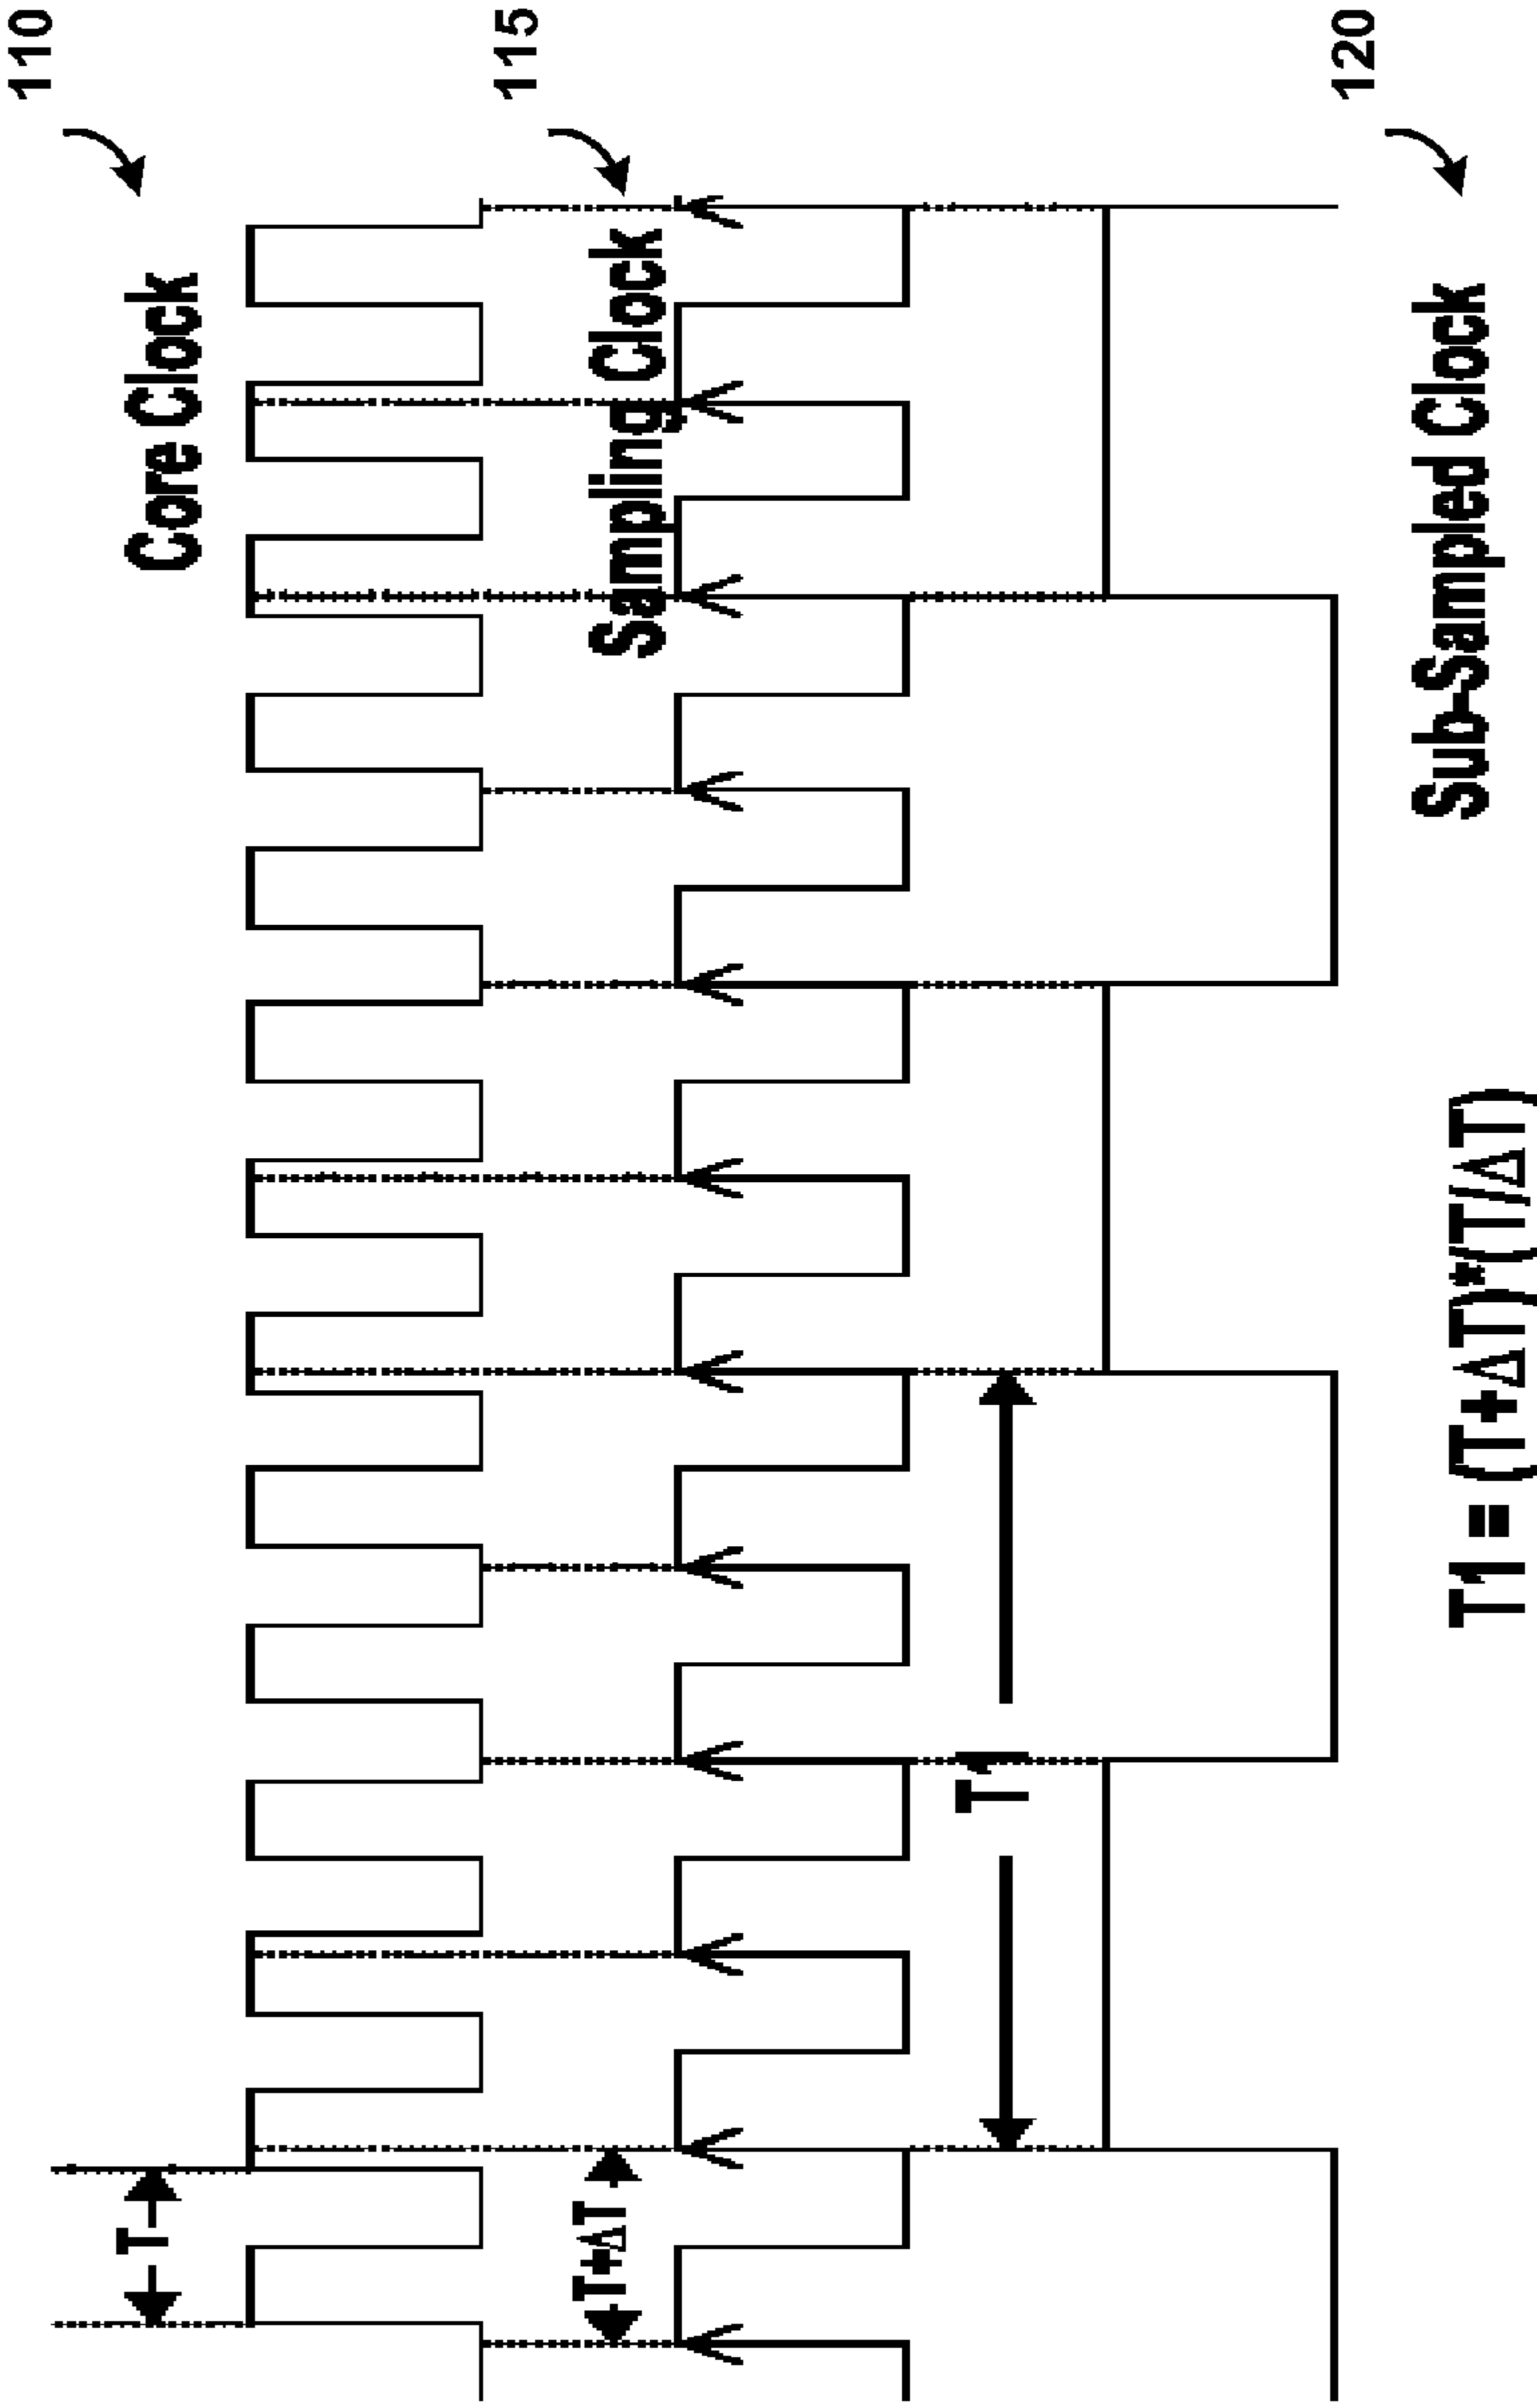 Core Clock
110
T
Sampling Clock
115
T+ΔT
T1
Sub-Sampled Clock
120
T1 = (T+ΔT)*(T/ΔT)